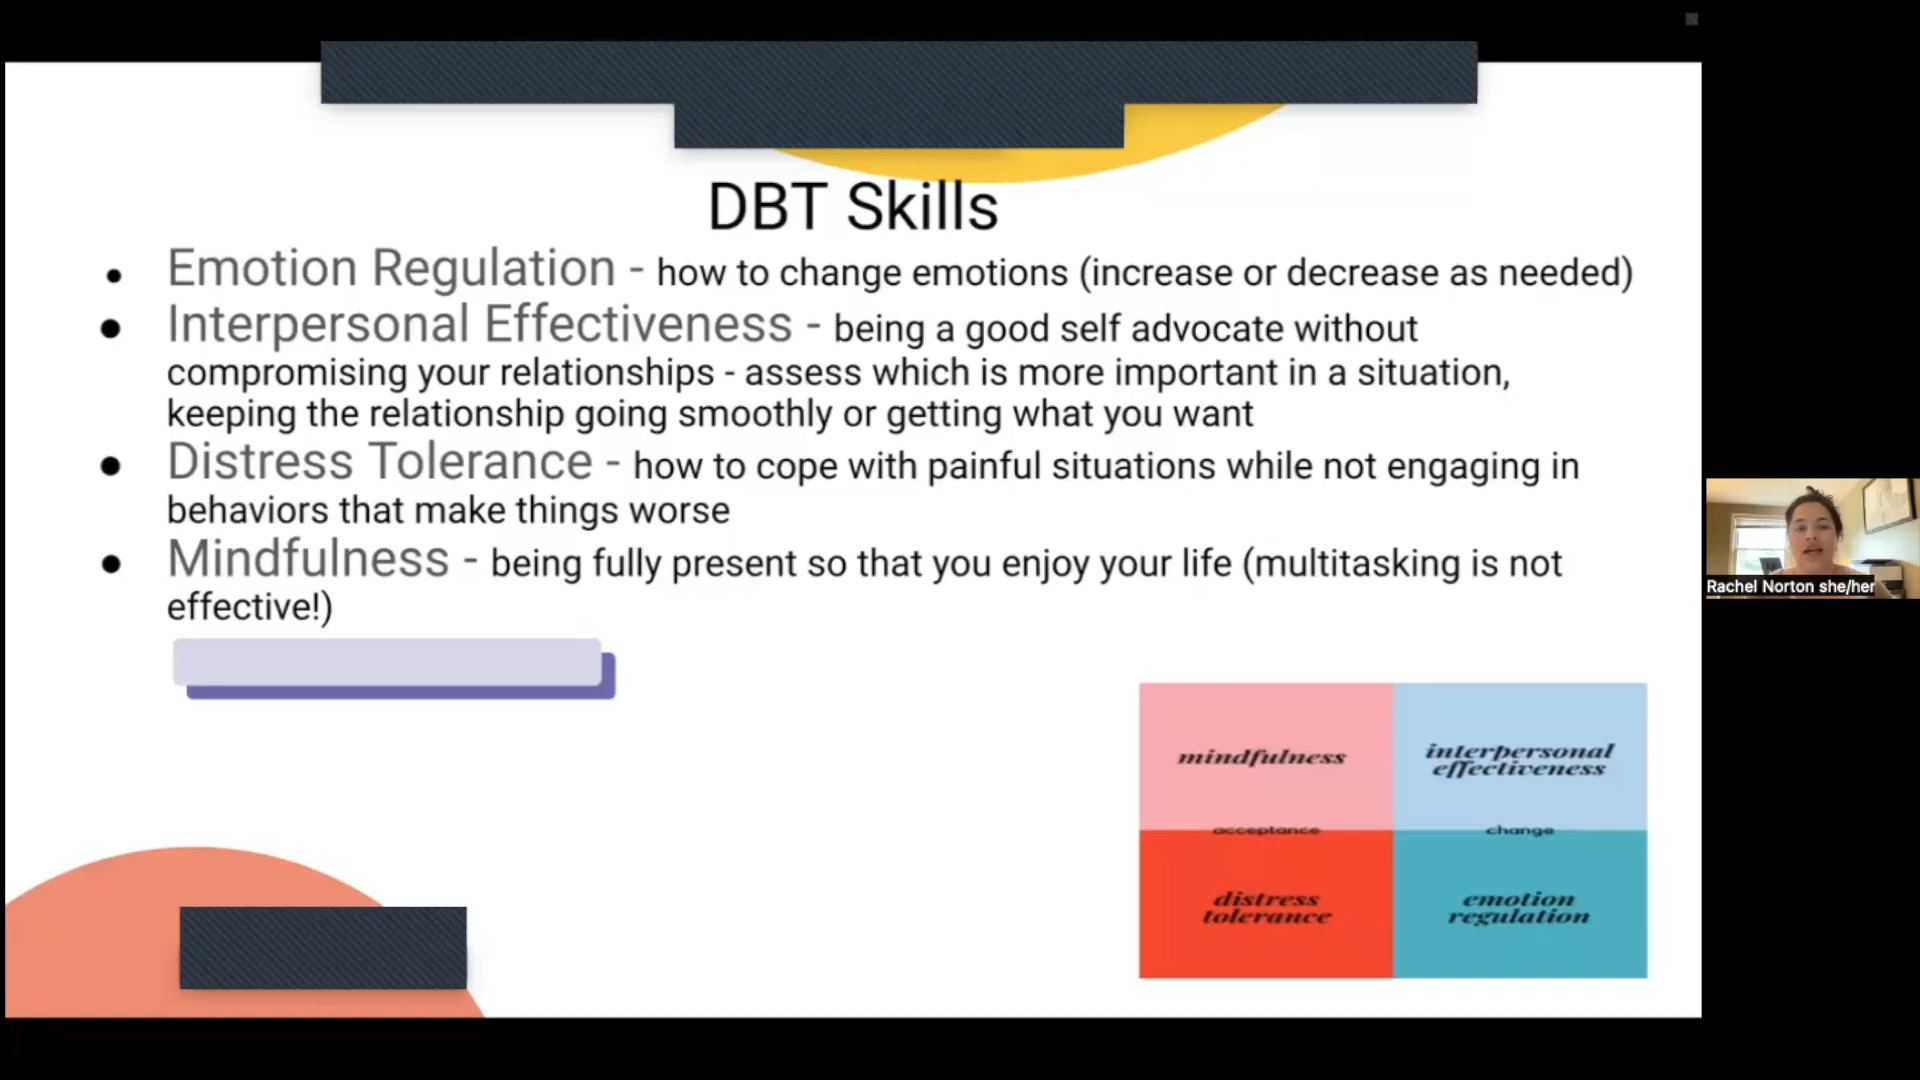 DBT Skills
• Emotion Regulation - how to change emotions (increase or decrease as needed)
• Interpersonal Effectiveness - being a good self advocate without
compromising your relationships - assess which is more important in a situation,
keeping the relationship going smoothly or getting what you want
• Distress Tolerance - how to cope with painful situations while not engaging in
behaviors that make things worse
• Mindfulness - being fully present so that you enjoy your life (multitasking is not
effective!)
mindfulness
interpersonal
effectiveness
acceptance
change
distress
tolerance
emotion
regulation
Rachel Norton she/her